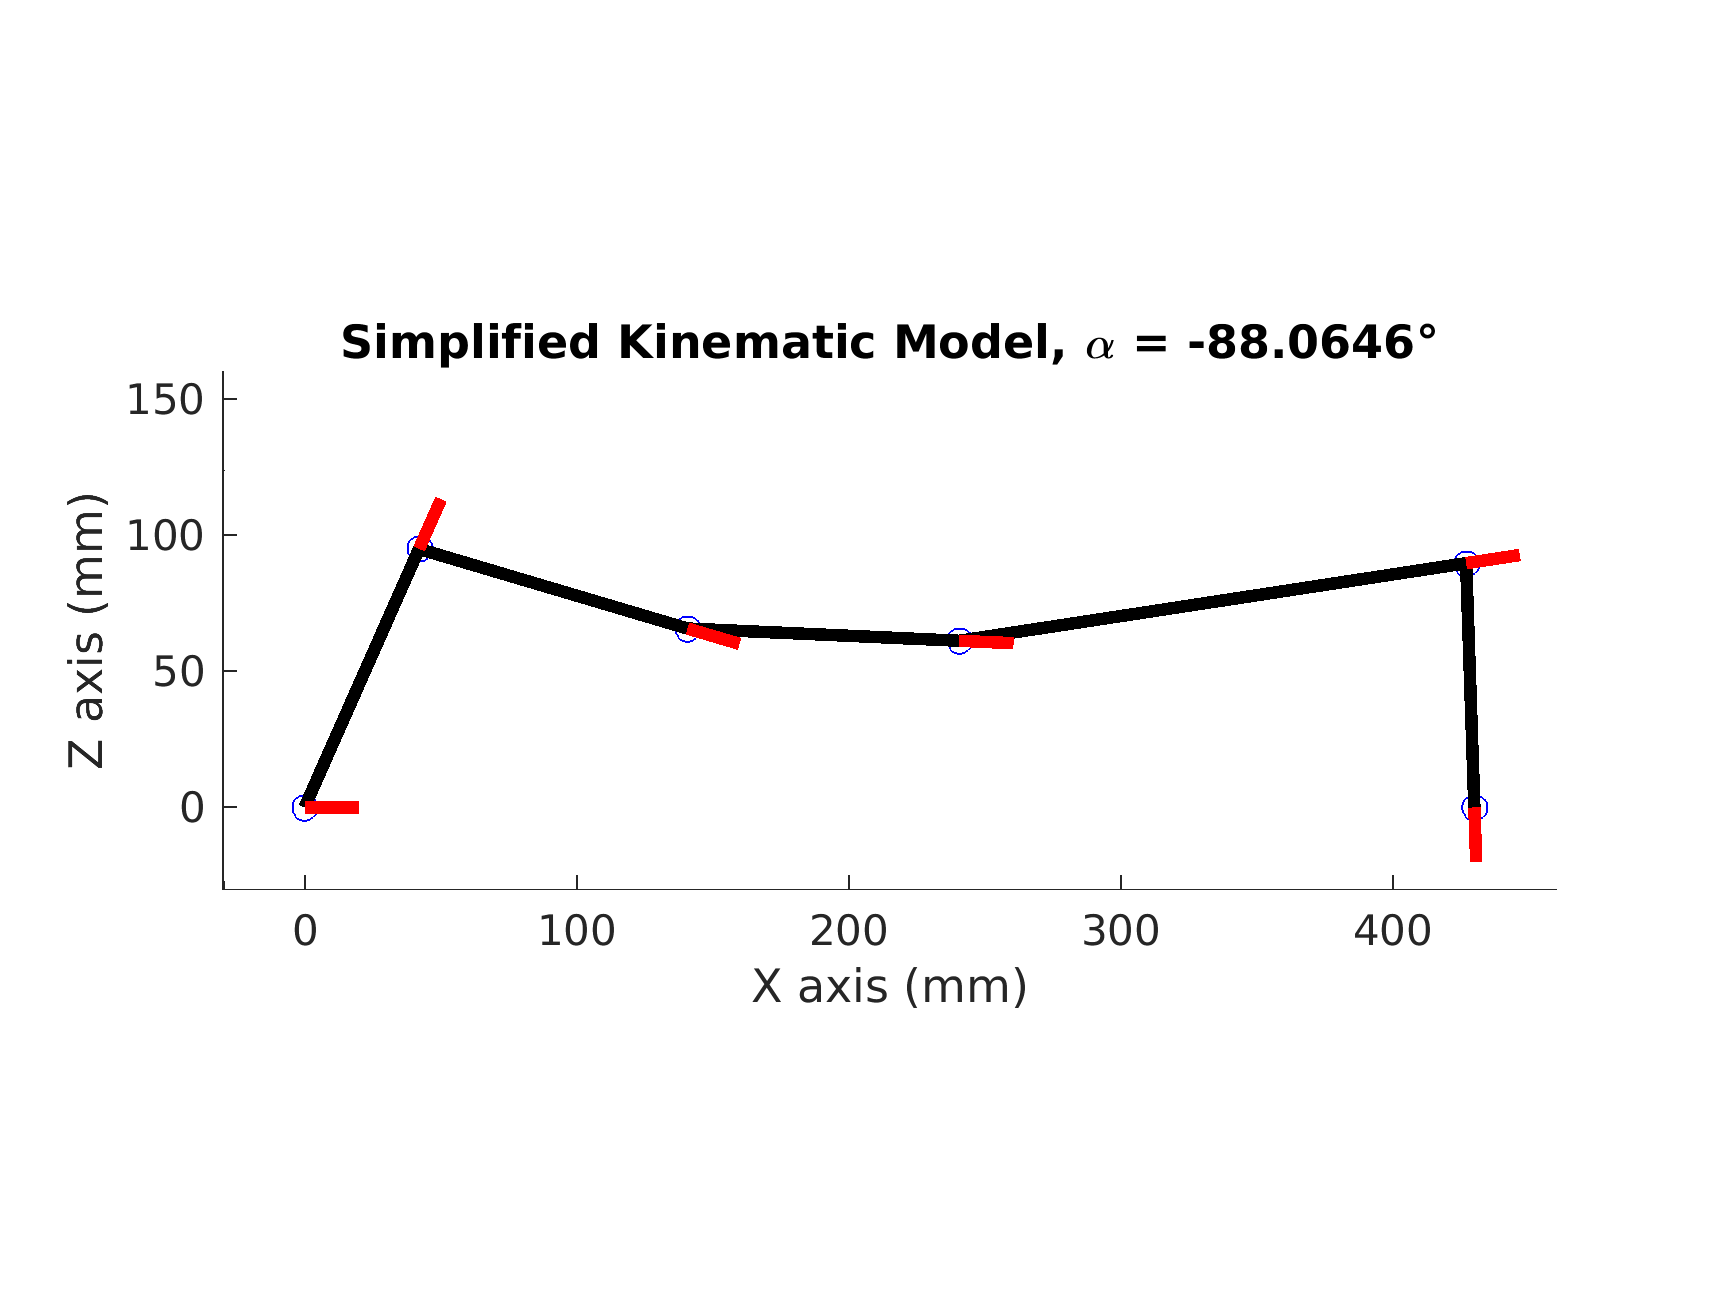 Simplified Kinematic Model, α = -88.0646°
150
100
50
0
Z axis (mm)
0 100 200 300 400
X axis (mm)